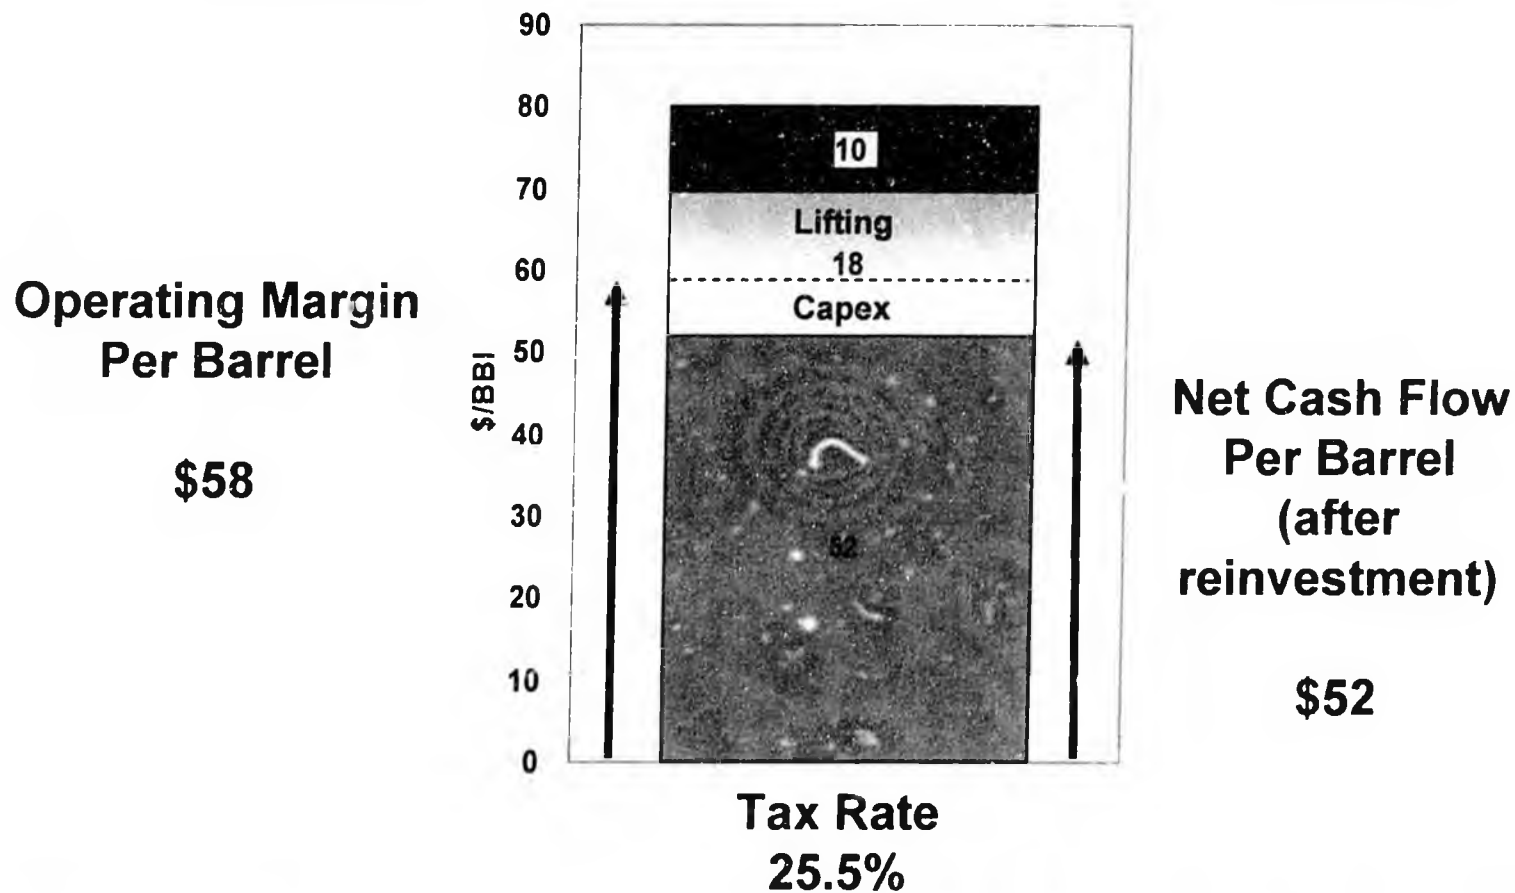 90
80
70
60
50
40
30
20
10
0
$/BBl
10
Lifting
18
Capex
52
Operating Margin
Per Barrel
$58
Net Cash Flow
Per Barrel
(after
reinvestment)
$52
Tax Rate
25.5%